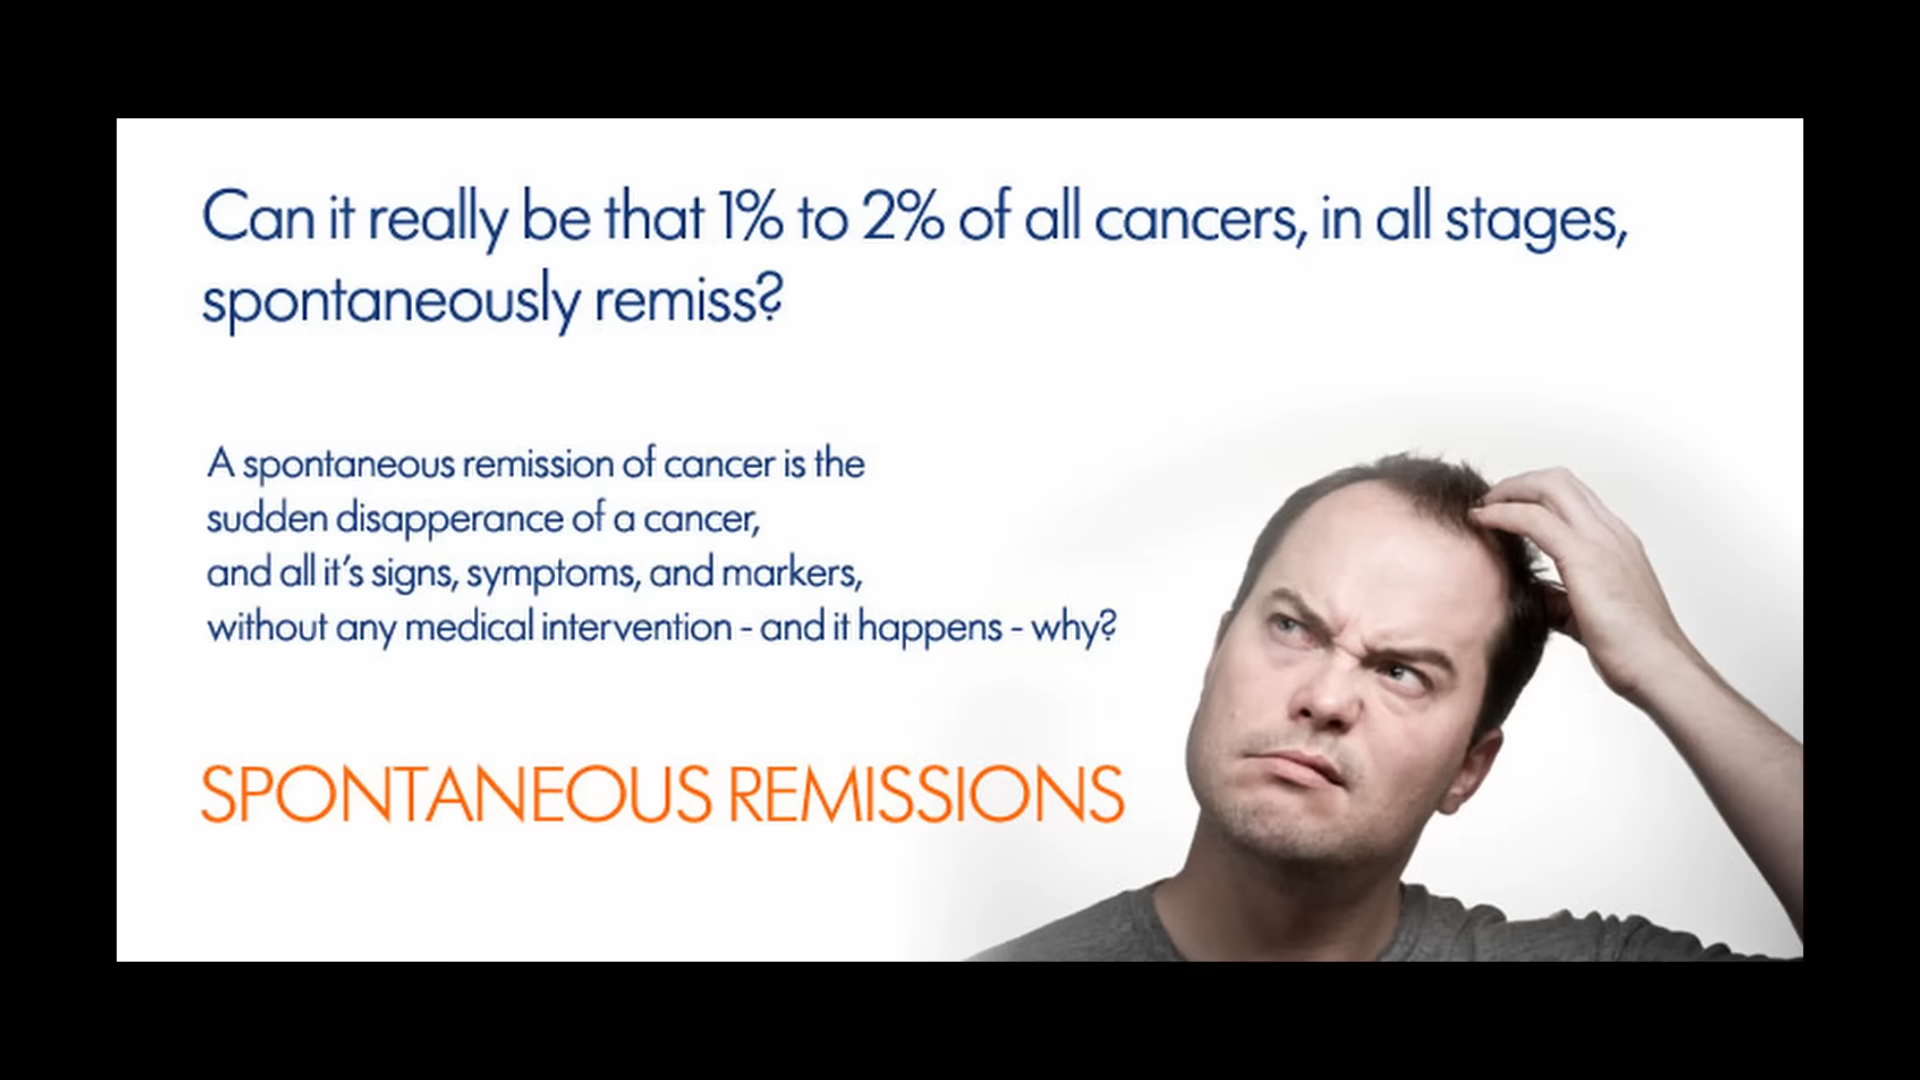 Can it really be that 1% to 2% of all cancers, in all stages,
spontaneously remiss?
A spontaneous remission of cancer is the
sudden disapperance of a cancer,
and all it's signs, symptoms, and markers,
without any medical intervention - and it happens - why?
SPONTANEOUS REMISSIONS